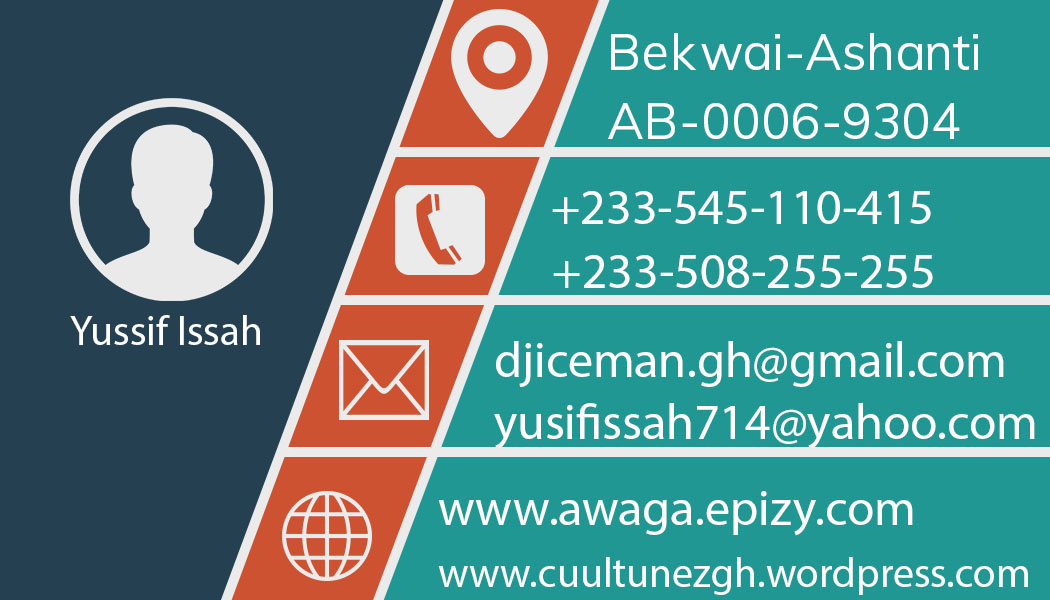 Yussif Issah
Bekwai-Ashanti
AB-0006-9304
+233-545-110-415
+233-508-255-255
djiceman.gh@gmail.com
yusifissah714@yahoo.com
www.awaga.epizy.com
www.cuultunezgh.wordpress.com